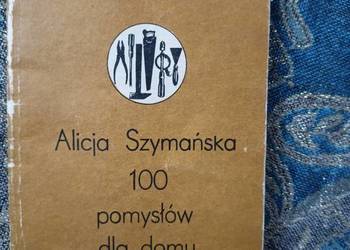 Alicja Szymańska
100
pomysłów
dla domu